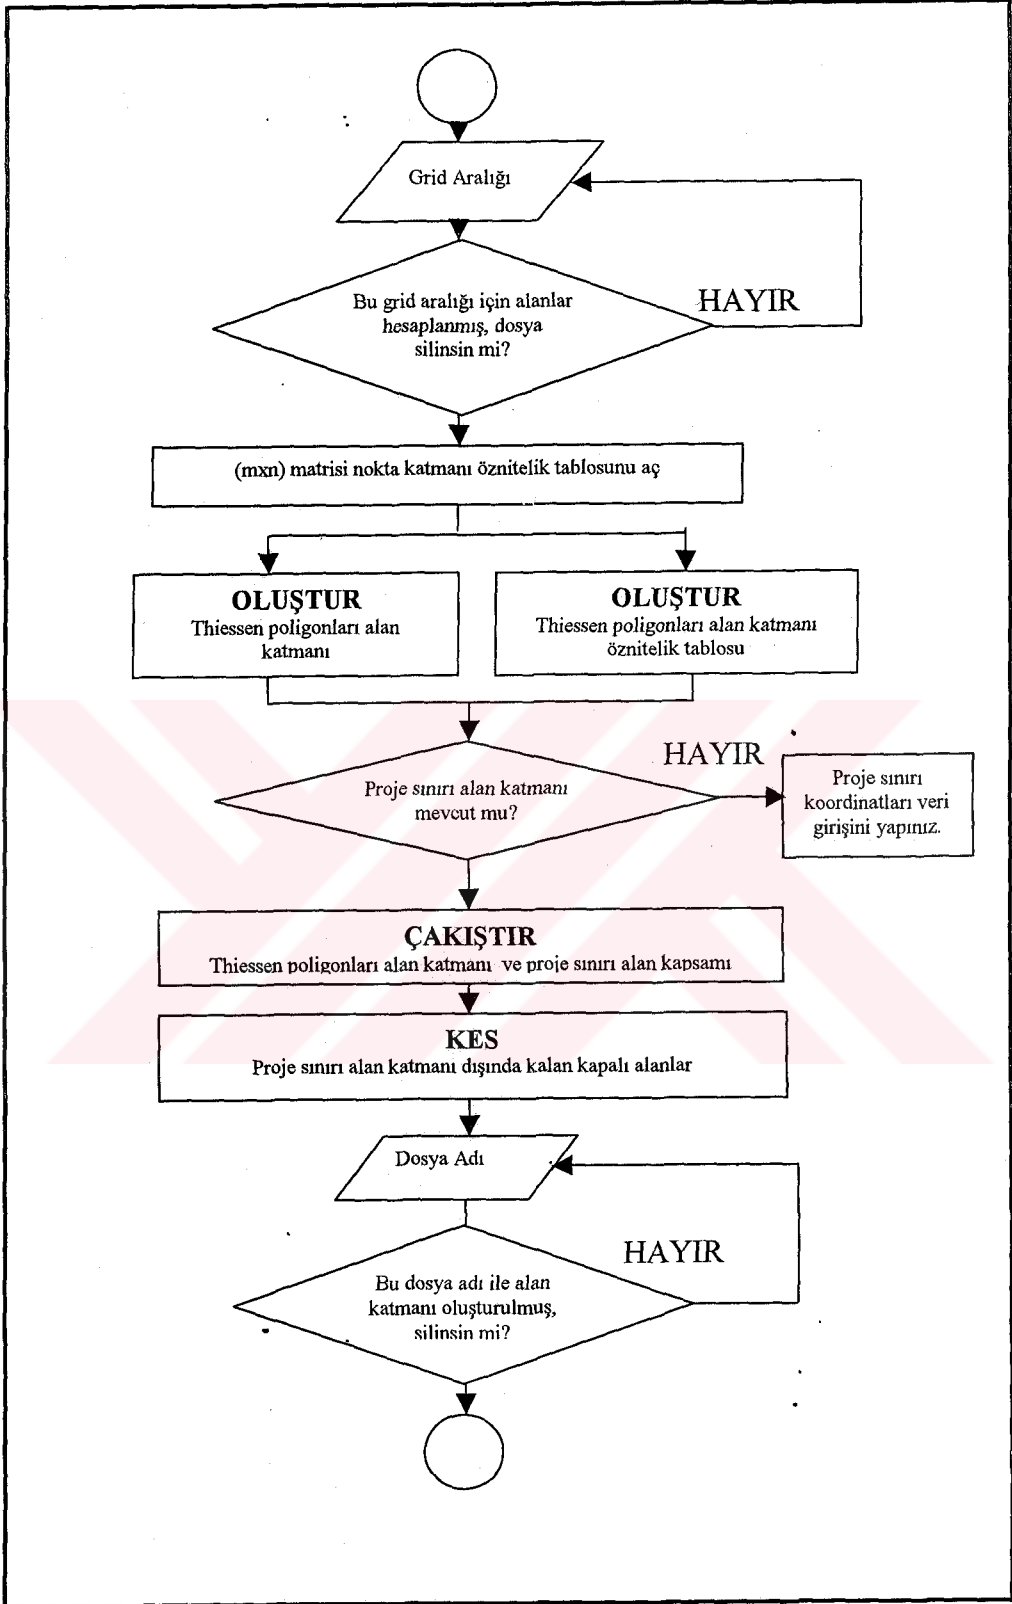 Grid Aralığı
Bu grid aralığı için alanlar
hesaplanmış, dosya
silinsin mi?
HAYIR
(mxn) matrisi nokta katmanı öznitelik tablosunu aç
OLUŞTUR
Thiessen poligonları alan
katmanı
OLUŞTUR
Thiessen poligonları alan katmanı
öznitelik tablosu
HAYIR
Proje sınırı alan katmanı
mevcut mu?
Proje sınırı
koordinatları veri
girişini yapınız.
ÇAKIŞTIR
Thiessen poligonları alan katmanı ve proje sınırı alan kapsamı
KES
Proje sınırı alan katmanı dışında kalan kapalı alanlar
Dosya Adı
HAYIR
Bu dosya adı ile alan
katmanı oluşturulmuş,
silinsin mi?